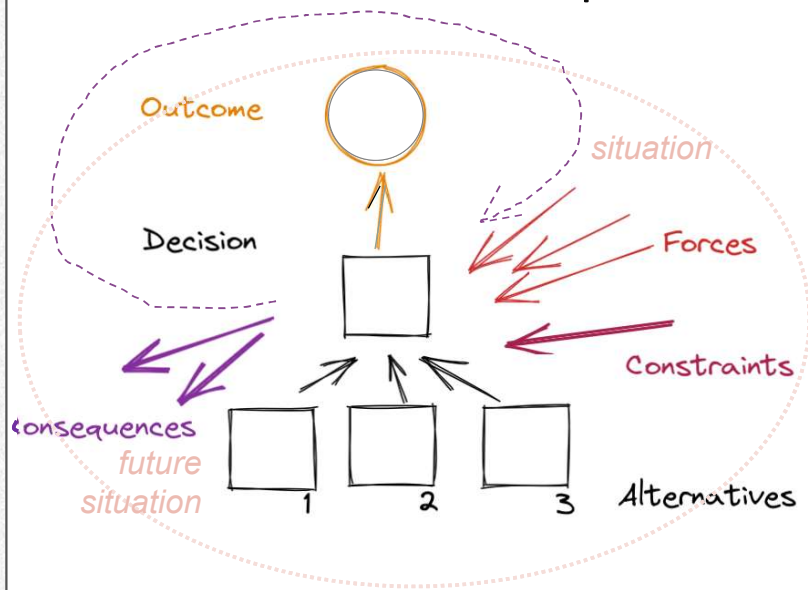 Outcome
situation
Decision
Forces
Constraints
onsequences
future
situation
1
2
3
Alternatives